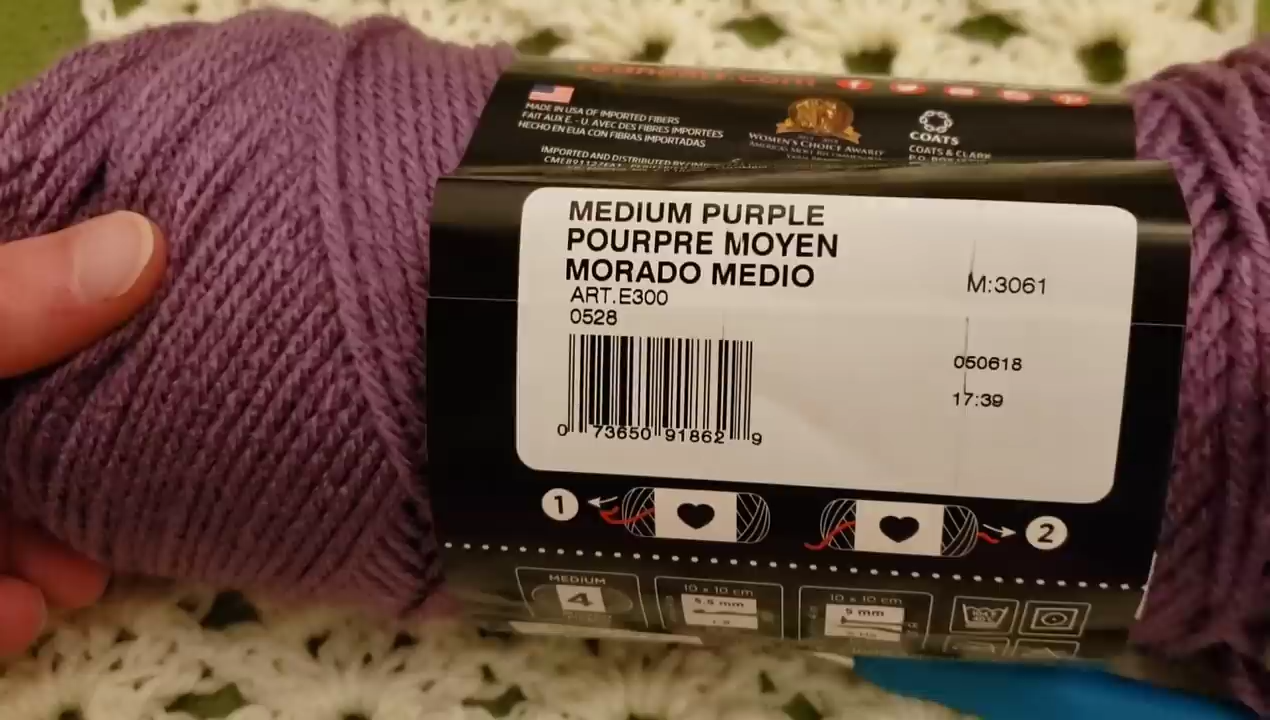 MADE IN USA OF IMPORTED FIBERS
FAIT AUX E. - U. AVEC DES FIBRES IMPORTÉES
HECHO EN EUA CON FIBRAS IMPORTADAS
IMPORTED AND DISTRIBUTED BY
WOMEN'S CHOICE AWARD
COATS
COATS & CLARK
MEDIUM PURPLE
POURPRE MOYEN
MORADO MEDIO
ART.E300
0528
M:3061
050618
17:39
0 73650 91862 9
1
2
MEDIUM
4
10 x 10 cm
5.5 mm
10 x 10 cm
5 mm